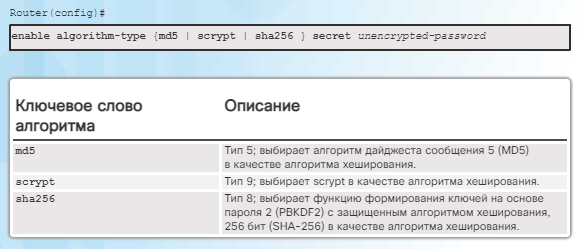 Router(config)#
enable algorithm-type {md5 | scrypt | sha256 } secret unencrypted-password
Ключевое слово
алгоритма
Описание
md5
Тип 5; выбирает алгоритм дайджеста сообщения 5 (MD5)
в качестве алгоритма хеширования.
scrypt
Тип 9; выбирает scrypt в качестве алгоритма хеширования.
sha256
Тип 8; выбирает функцию формирования ключей на основе
пароля 2 (PBKDF2) с защищенным алгоритмом хеширования,
256 бит (SHA-256) в качестве алгоритма хеширования.